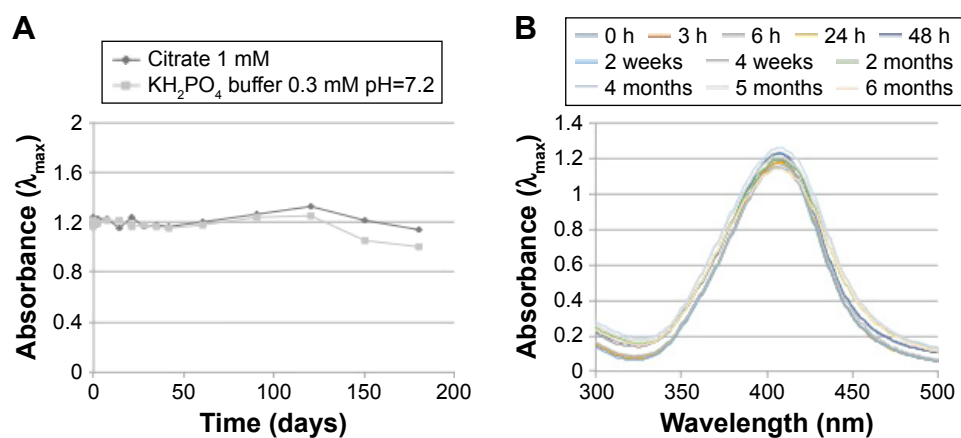 A
Citrate 1 mM
KH₂PO₄ buffer 0.3 mM pH=7.2
Absorbance (λmax)
2
1.6
1.2
0.8
0.4
0
0 50 100 150 200
Time (days)
B
0 h 3 h 6 h 24 h 48 h
2 weeks 4 weeks 2 months
4 months 5 months 6 months
Absorbance (λmax)
1.4
1.2
1
0.8
0.6
0.4
0.2
0
300 350 400 450 500
Wavelength (nm)